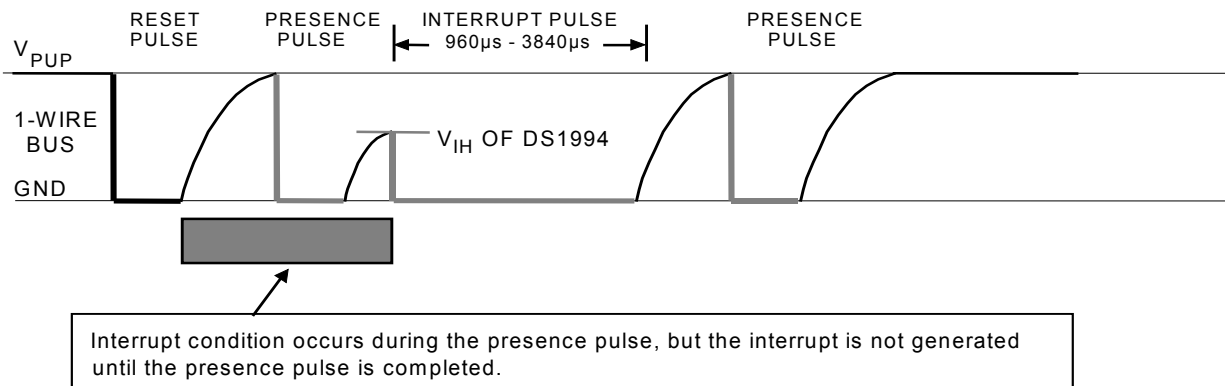 RESET PULSE
PRESENCE PULSE
INTERRUPT PULSE
960µs - 3840µs
PRESENCE PULSE
VPUP
1-WIRE BUS
VIH OF DS1994
GND
Interrupt condition occurs during the presence pulse, but the interrupt is not generated
until the presence pulse is completed.